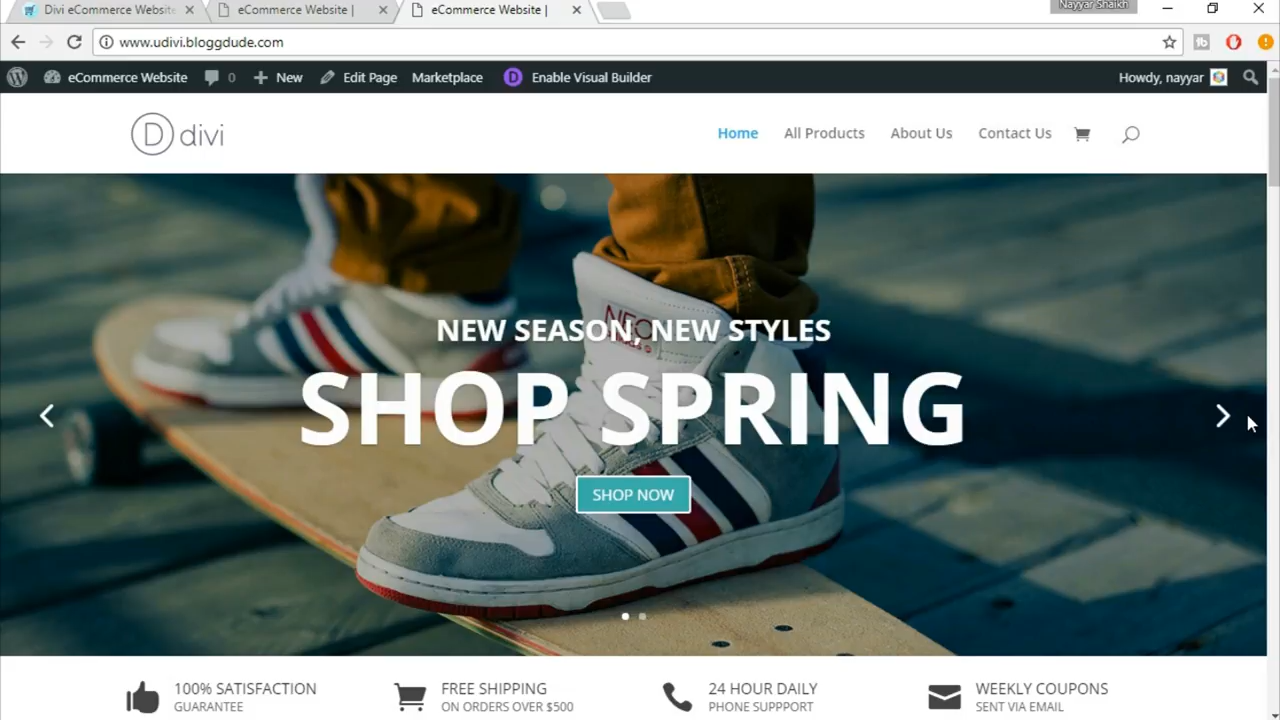 Nayyar Shaikh
Divi eCommerce Website
eCommerce Website |
eCommerce Website |
www.udivi.bloggdude.com
eCommerce Website 0 New Edit Page Marketplace D Enable Visual Builder Howdy, nayyar
D divi
Home All Products About Us Contact Us
NEO
NEW SEASON, NEW STYLES
SHOP SPRING
SHOP NOW
100% SATISFACTION
GUARANTEE
FREE SHIPPING
ON ORDERS OVER $500
24 HOUR DAILY
PHONE SUPPPORT
WEEKLY COUPONS
SENT VIA EMAIL